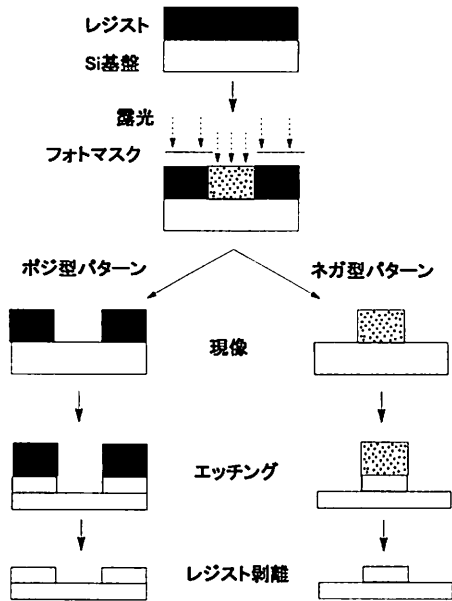 レジスト
Si基盤
露光
フォトマスク
ポジ型パターン
ネガ型パターン
現像
エッチング
レジスト剥離